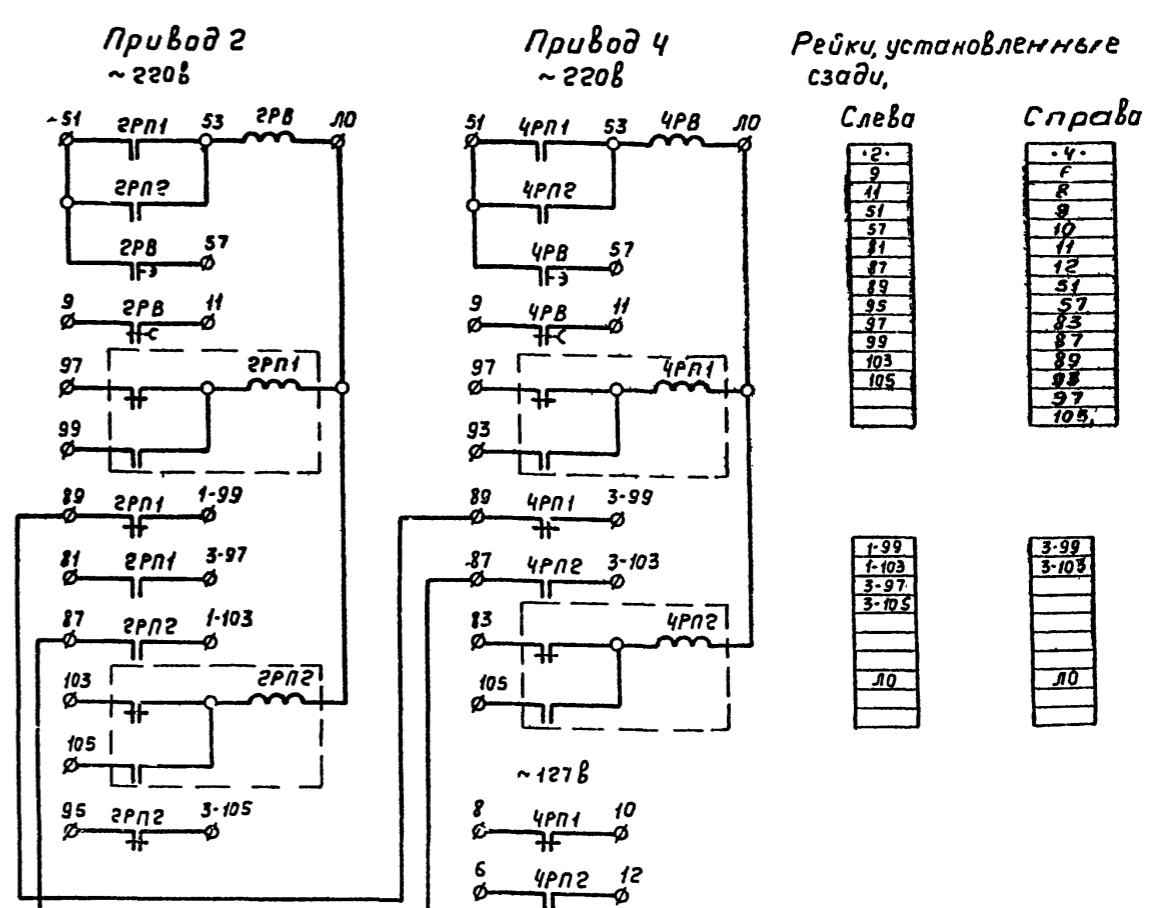 Привод 2
~220в
-51
2РП1
53
2РВ
ЛО
2РП2
2РВ
57
9
2РВ
11
97
2РП1
99
89
2РП1
1-99
81
2РП1
3-97
87
2РП2
1-103
103
2РП2
105
95
2РП2
3-105
Привод 4
~220в
51
4РП1
53
4РВ
ЛО
4РП2
4РВ
57
9
4РВ
11
97
4РП1
93
89
4РП1
3-99
-87
4РП2
3-103
83
4РП2
105
~127в
8
4РП1
10
6
4РП2
12
Рейки, установленные
сзади,
Слева
·2·
9
11
51
57
81
87
89
95
97
99
103
105
1-99
1-103
3-97
3-105
ЛО
Справа
·4·
8
9
10
11
12
51
57
83
87
89
93
97
105,
3-99
3-103
ЛО